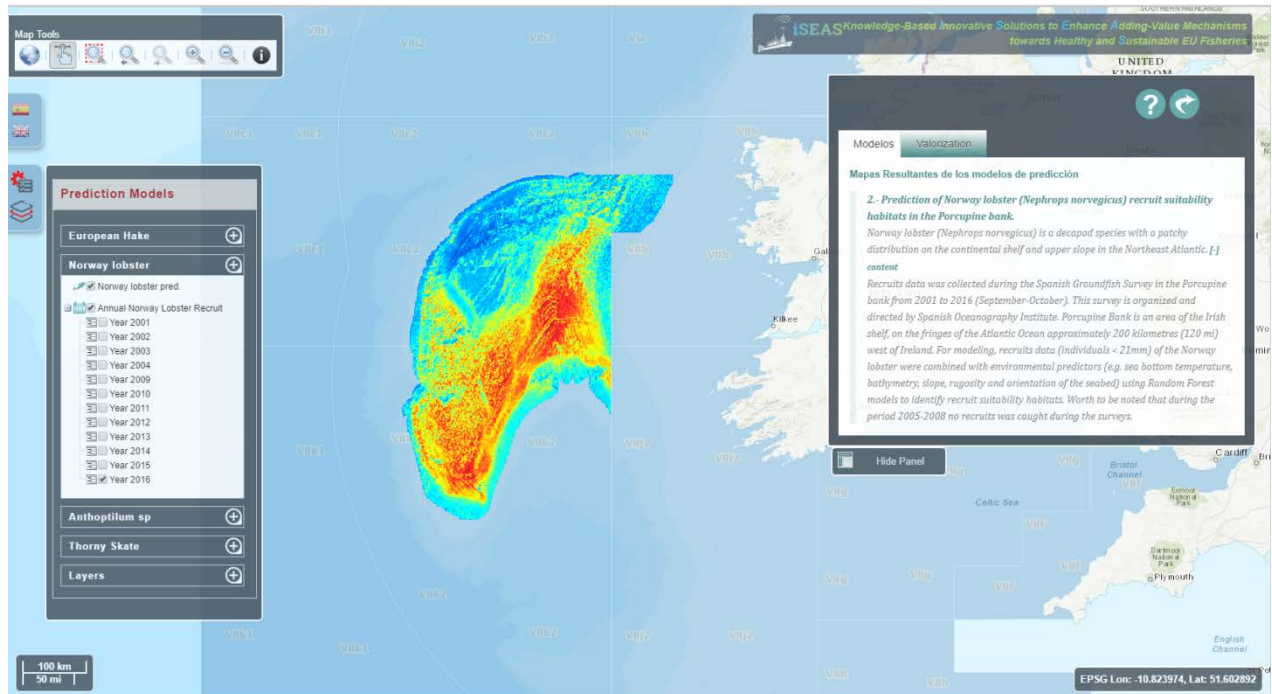 Map Tools
iSEAS Knowledge-Based Innovative Solutions to Enhance Adding-Value Mechanisms
towards Healthy and Sustainable EU Fisheries
UNITED
KINGDOM
Prediction Models
European Hake
Norway lobster
Norway lobster pred.
Annual Norway Lobster Recruit
Year 2001
Year 2002
Year 2003
Year 2004
Year 2009
Year 2010
Year 2011
Year 2012
Year 2013
Year 2014
Year 2015
Year 2016
Anthoptilum sp
Thorny Skate
Layers
100 km
50 mi
Kilkee
Modelos
Valorization
Mapas Resultantes de los modelos de predicción
2.- Prediction of Norway lobster (Nephrops norvegicus) recruit suitability
habitats in the Porcupine bank.
Norway lobster (Nephrops norvegicus) is a decapod species with a patchy
distribution on the continental shelf and upper slope in the Northeast Atlantic. [-]
content
Recruits data was collected during the Spanish Groundfish Survey in the Porcupine
bank from 2001 to 2016 (September-October). This survey is organized and
directed by Spanish Oceanography Institute. Porcupine Bank is an area of the Irish
shelf, on the fringes of the Atlantic Ocean approximately 200 kilometres (120 mi)
west of Ireland. For modeling, recruits data (individuals < 21mm) of the Norway
lobster were combined with environmental predictors (e.g. sea bottom temperature,
bathymetry, slope, rugosity and orientation of the seabed) using Random Forest
models to identify recruit suitability habitats. Worth to be noted that during the
period 2005-2008 no recruits was caught during the surveys.
Hide Panel
Cardiff
Bristol
Channel
Celtic Sea
Exmoor
National
Park
Dartmoor
National
Park
Plymouth
English
Channel
EPSG Lon: -10.823974, Lat: 51.602892